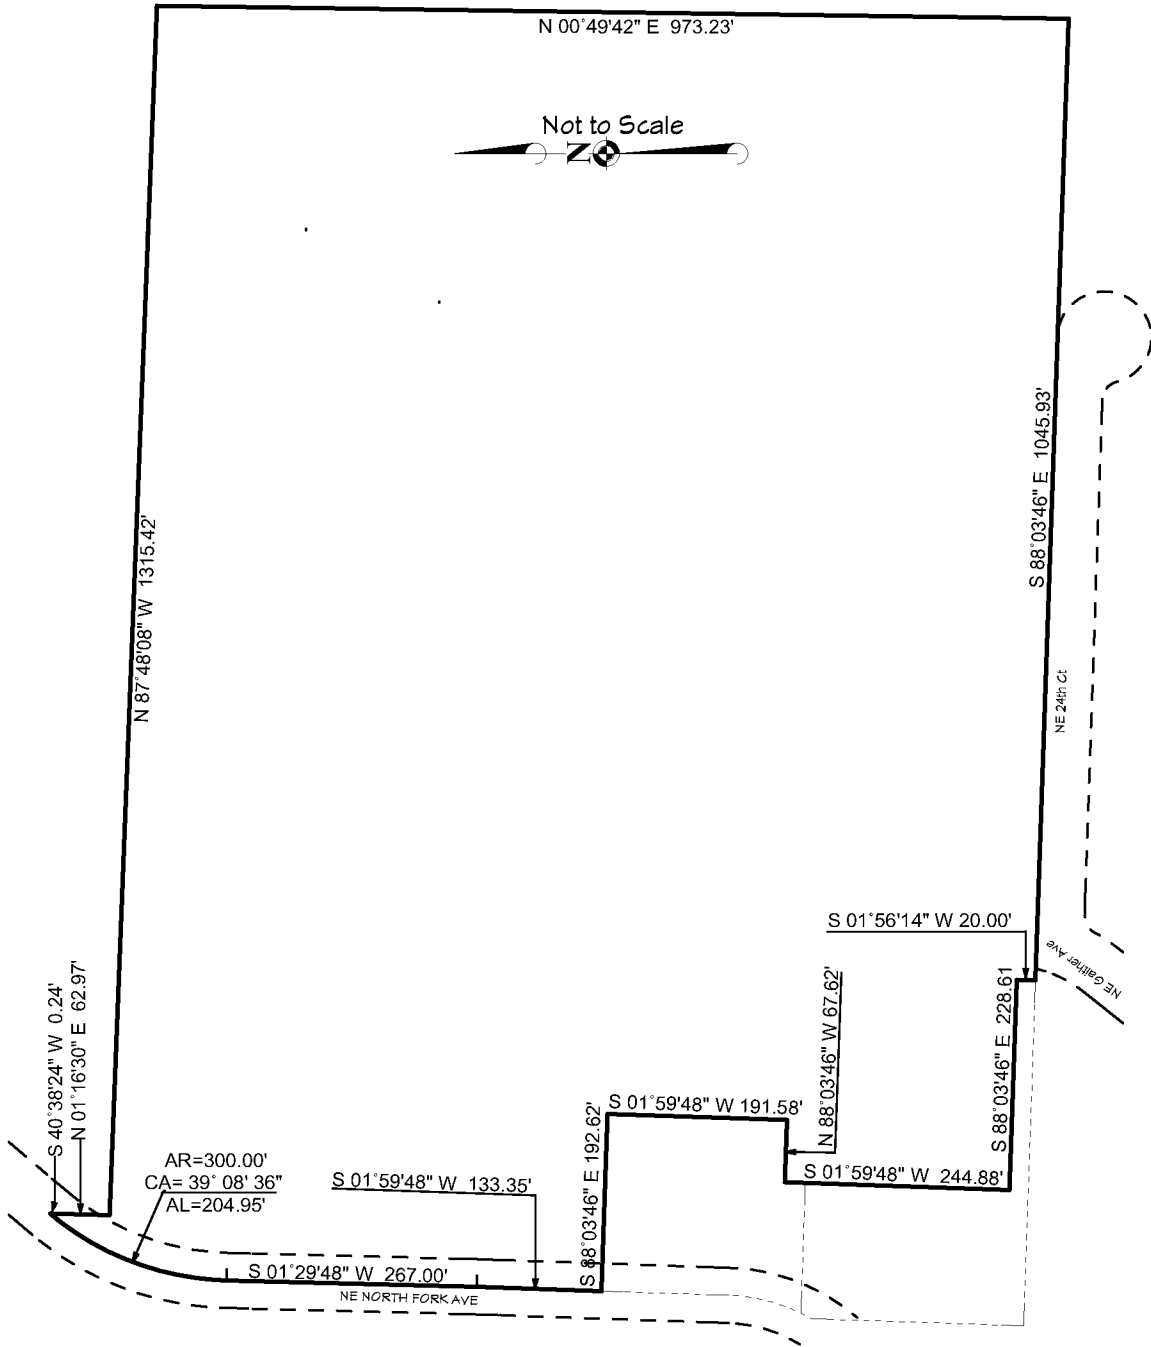 N 00°49'42" E 973.23'
Not to Scale
N
N 87°48'08" W 1315.42'
S 88°03'46" E 1045.93'
NE 24th Ct
S 01°56'14" W 20.00'
NE Gaither Ave
S 40°38'24" W 0.24'
N 01°16'30" E 62.97'
N 88°03'46" W 67.62'
S 88°03'46" E 228.61
S 01°59'48" W 191.58'
S 88°03'46" E 192.62'
AR=300.00'
CA= 39° 08' 36"
AL=204.95'
S 01°59'48" W 133.35'
S 01°59'48" W 244.88'
S 01°29'48" W 267.00'
NE NORTH FORK AVE